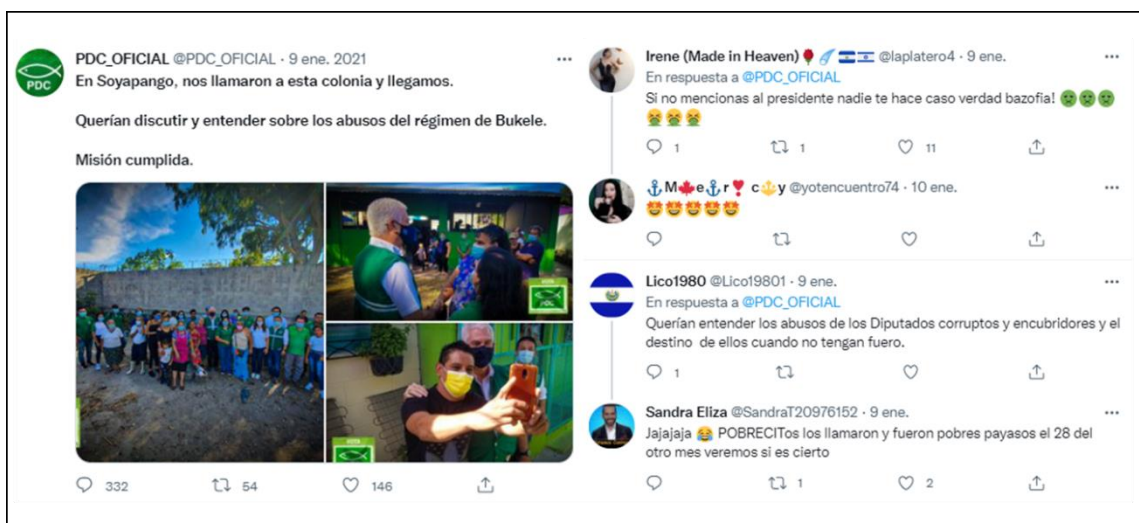 PDC_OFICIAL @PDC_OFICIAL · 9 ene. 2021
En Soyapango, nos llamaron a esta colonia y llegamos.
Querían discutir y entender sobre los abusos del régimen de Bukele.
Misión cumplida.
PDC
PDC
332 54 146
Irene (Made in Heaven) @laplatero4 · 9 ene.
En respuesta a @PDC_OFICIAL
Si no mencionas al presidente nadie te hace caso verdad bazofia! 🤢🤢🤢
🤮🤮🤮
1 1 11
⚓M🍁e⚓r❣️ c⚓y @yotencuentro74 · 10 ene.
🤩🤩🤩🤩🤩
Lico1980 @Lico19801 · 9 ene.
En respuesta a @PDC_OFICIAL
Querían entender los abusos de los Diputados corruptos y encubridores y el
destino de ellos cuando no tengan fuero.
1
Sandra Eliza @SandraT20976152 · 9 ene.
Jajajaja 😂 POBRECITos los llamaron y fueron pobres payasos el 28 del
otro mes veremos si es cierto
1 2